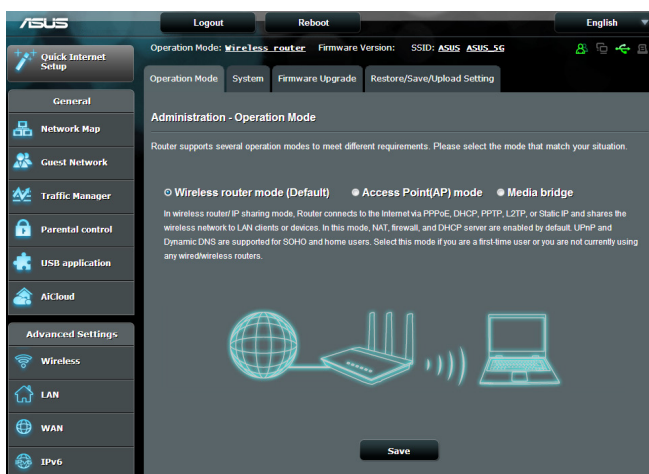 ASUS
Logout
Reboot
English
Quick Internet
Setup
Operation Mode: Wireless router Firmware Version: SSID: ASUS ASUS_5G
Operation Mode
System
Firmware Upgrade
Restore/Save/Upload Setting
General
Network Map
Guest Network
Traffic Manager
Parental control
USB application
AiCloud
Advanced Settings
Wireless
LAN
WAN
IPv6
Administration - Operation Mode
Router supports several operation modes to meet different requirements. Please select the mode that match your situation.
Wireless router mode (Default)
Access Point(AP) mode
Media bridge
In wireless router/ IP sharing mode, Router connects to the Internet via PPPoE, DHCP, PPTP, L2TP, or Static IP and shares the
wireless network to LAN clients or devices. In this mode, NAT, firewall, and DHCP server are enabled by default. UPnP and
Dynamic DNS are supported for SOHO and home users. Select this mode if you are a first-time user or you are not currently using
any wired/wireless routers.
Save